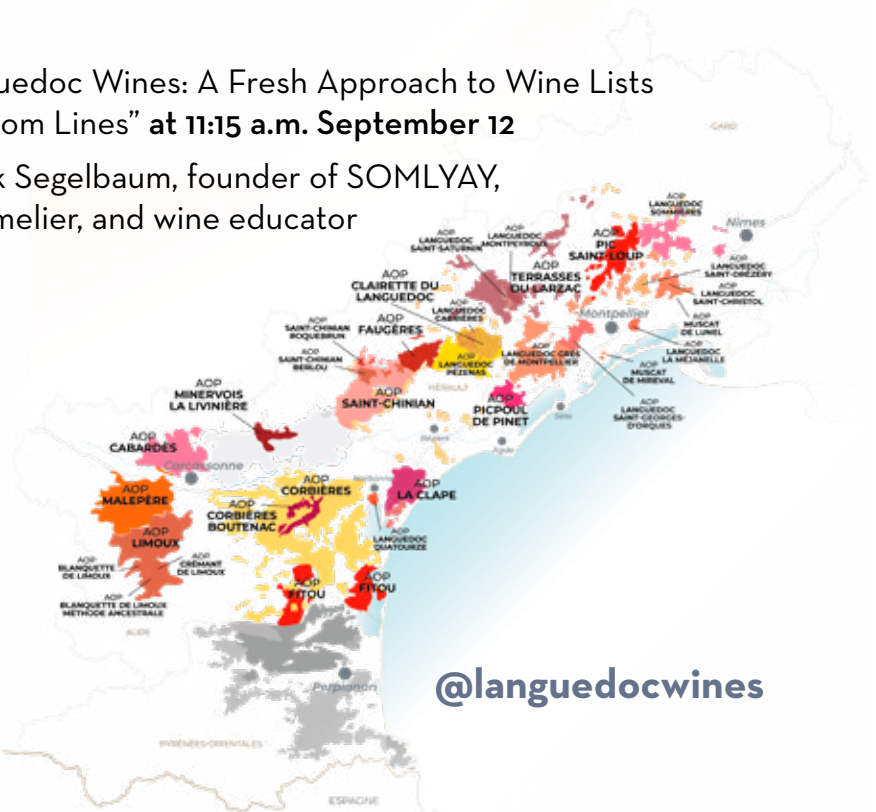 uedoc Wines: A Fresh Approach to Wine Lists
om Lines” at 11:15 a.m. September 12
k Segelbaum, founder of SOMLYAY,
melier, and wine educator
GARD
AOP
LANGUEDOC
SOMMIÈRES
Nîmes
AOP
LANGUEDOC
SAINT-SATURNIN
AOP
LANGUEDOC
MONTPEYROUX
AOP
PIC
SAINT-LOUP
AOP
LANGUEDOC
SAINT-DRÉZÉRY
AOP
TERRASSES
DU LARZAC
AOP
CLAIRETTE DU
LANGUEDOC
AOP
LANGUEDOC
SAINT-CHRISTOL
AOP
LANGUEDOC
CABRIÈRES
Montpellier
AOP
MUSCAT
DE LUNEL
AOP
SAINT-CHINIAN
ROQUEBRUN
AOP
FAUGÈRES
AOP
LANGUEDOC
LA MÉJANELLE
AOP
SAINT-CHINIAN
BERLOU
AOP
LANGUEDOC
PÉZENAS
AOP
LANGUEDOC GRÈS
DE MONTPELLIER
AOP
MUSCAT
DE MIREVAL
HÉRAULT
AOP
MINERVOIS
LA LIVINIÈRE
AOP
SAINT-CHINIAN
AOP
PICPOUL
DE PINET
Sète
AOP
LANGUEDOC
SAINT-GEORGES-
D'ORQUES
Béziers
Agde
AOP
CABARDÈS
Carcassonne
AOP
MALEPÈRE
AOP
CORBIÈRES
Narbonne
AOP
LA CLAPE
AOP
CORBIÈRES
BOUTENAC
AOP
LIMOUX
AOP
LANGUEDOC
QUATOURZE
AOP
BLANQUETTE
DE LIMOUX
AOP
CRÉMANT
DE LIMOUX
AOP
FITOU
AOP
FITOU
AOP
BLANQUETTE DE LIMOUX
MÉTHODE ANCESTRALE
AUDE
Perpignan
@languedocwines
PYRÉNÉES-ORIENTALES
ESPAGNE